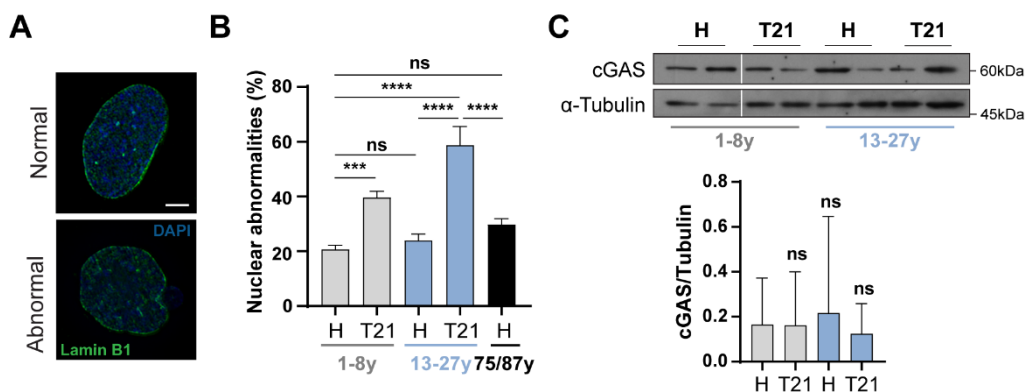 A
Normal
DAPI
Abnormal
Lamin B1
B
Nuclear abnormalities (%)
80
60
40
20
0
ns
****
**** ****
ns
***
H T21 H T21 H
1-8y 13-27y 75/87y
C
H T21 H T21
cGAS
60kDa
α-Tubulin
45kDa
1-8y 13-27y
cGAS/Tubulin
0.8
0.6
0.4
0.2
0.0
ns
ns
ns
H T21 H T21